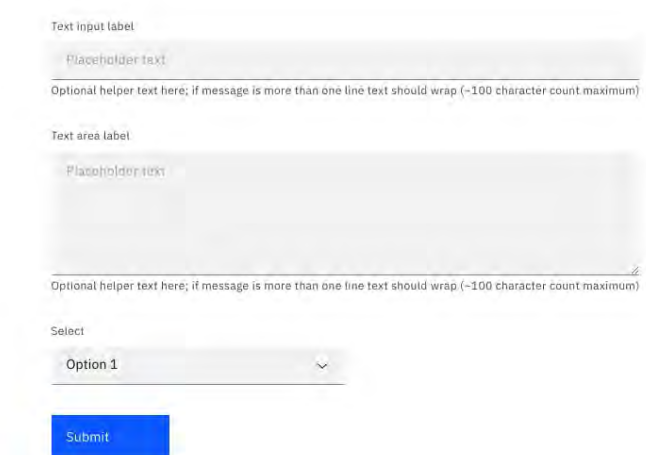 Text input label
Placeholder text
Optional helper text here; if message is more than one line text should wrap (~100 character count maximum)
Text area label
Placeholder text
Optional helper text here; if message is more than one line text should wrap (~100 character count maximum)
Select
Option 1
Submit